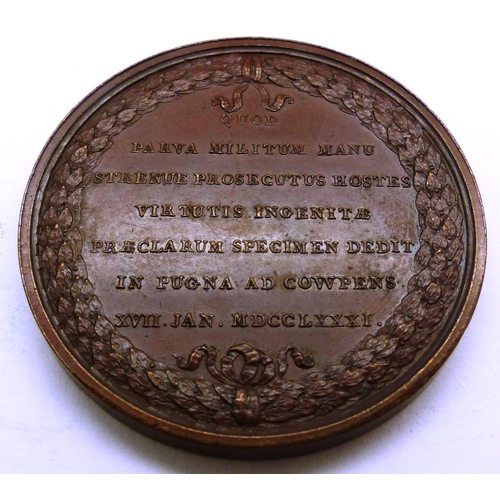 QUOD
PARVA MILITUM MANU
STRENUE PROSECUTUS HOSTES
VIRTUTIS INGENITÆ
PRÆCLARUM SPECIMEN DEDIT
IN PUGNA AD COWPENS
XVII. JAN. MDCCLXXXI.